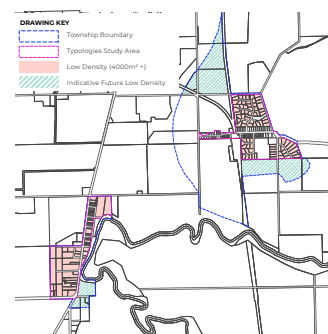 DRAWING KEY
Township Boundary
Typologies Study Area
Low Density (4000m² +)
Indicative Future Low Density